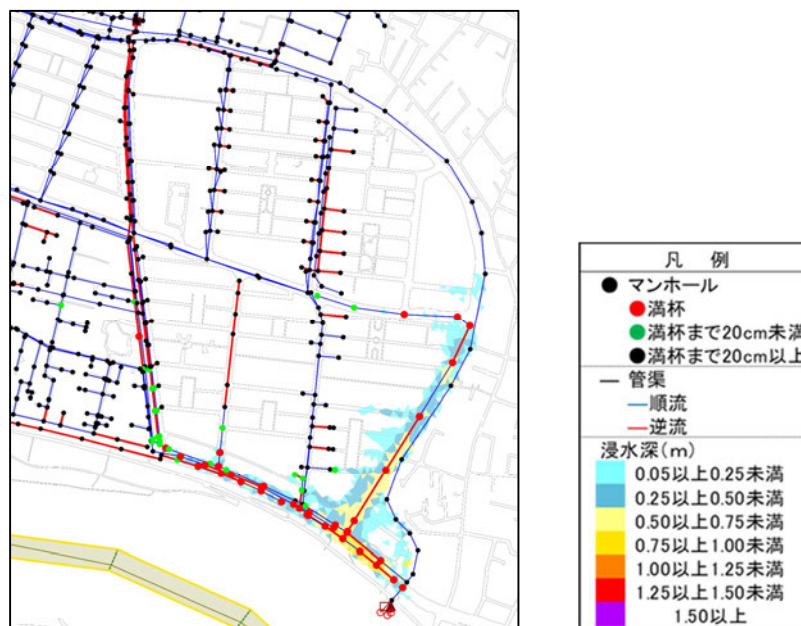 凡 例
マンホール
満杯
満杯まで20cm未満
満杯まで20cm以上
管渠
順流
逆流
浸水深(m)
0.05以上0.25未満
0.25以上0.50未満
0.50以上0.75未満
0.75以上1.00未満
1.00以上1.25未満
1.25以上1.50未満
1.50以上